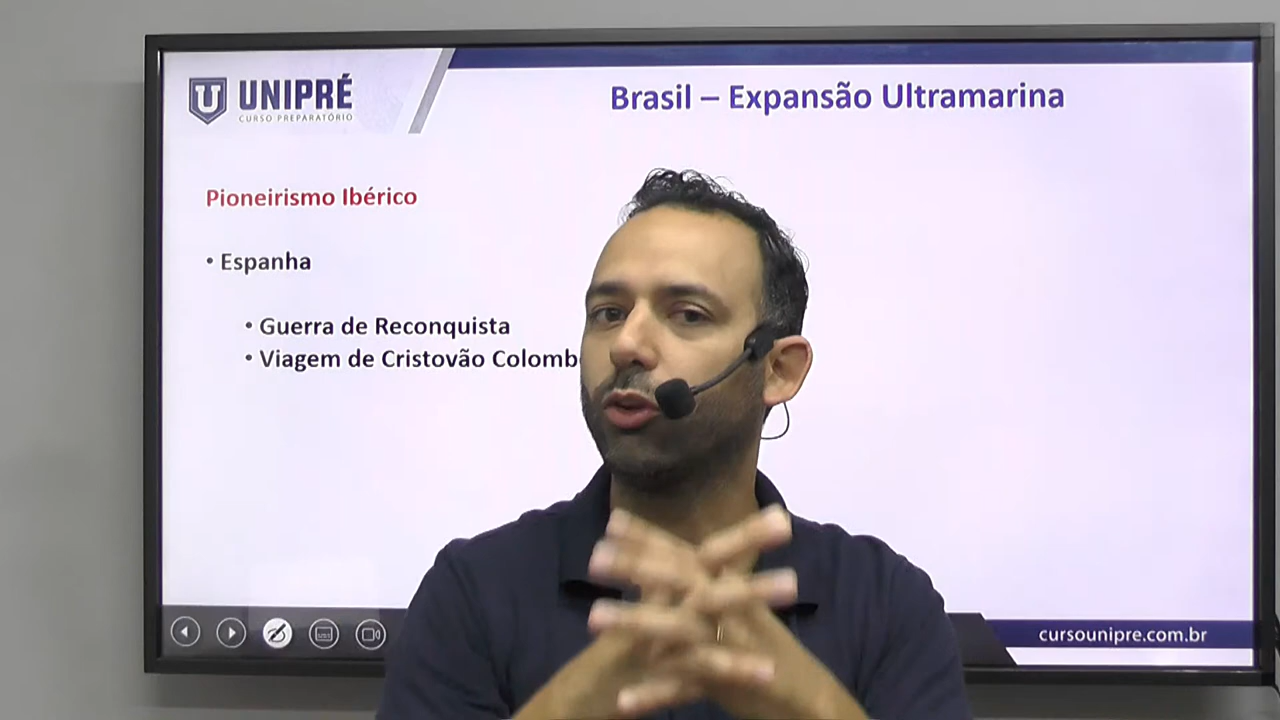 UNIPRÉ
CURSO PREPARATÓRIO
Brasil – Expansão Ultramarina
Pioneirismo Ibérico
• Espanha
• Guerra de Reconquista
• Viagem de Cristovão Colomb
cursounipre.com.br